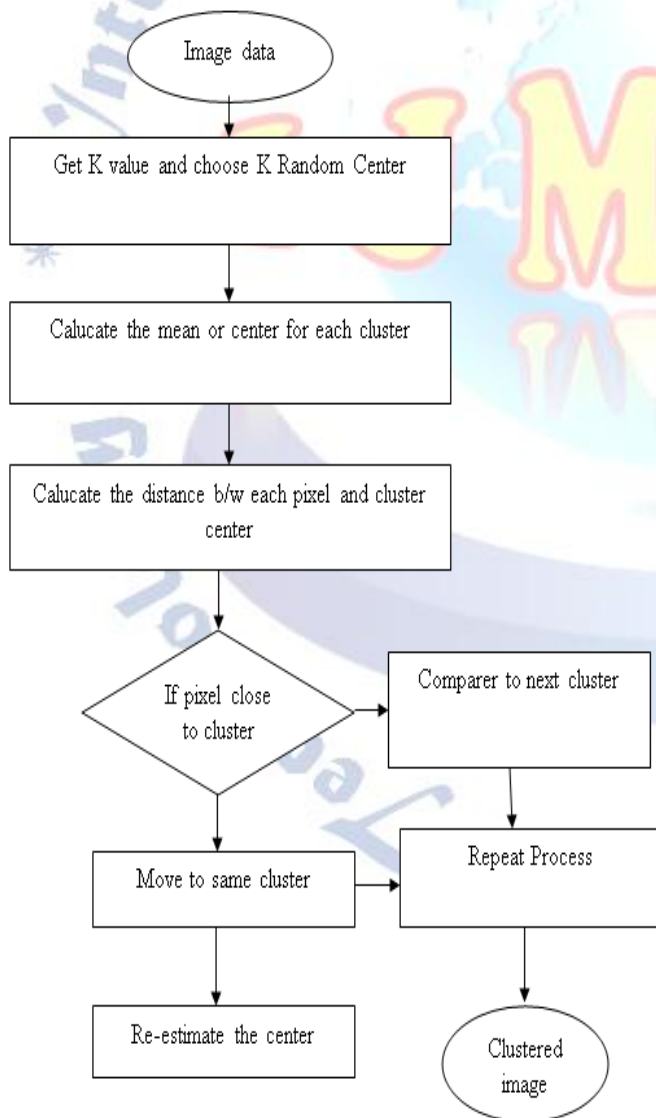 Image data
Get K value and choose K Random Center
Calucate the mean or center for each cluster
Calucate the distance b/w each pixel and cluster
center
If pixel close
to cluster
Comparer to next cluster
Move to same cluster
Repeat Process
Re-estimate the center
Clustered
image